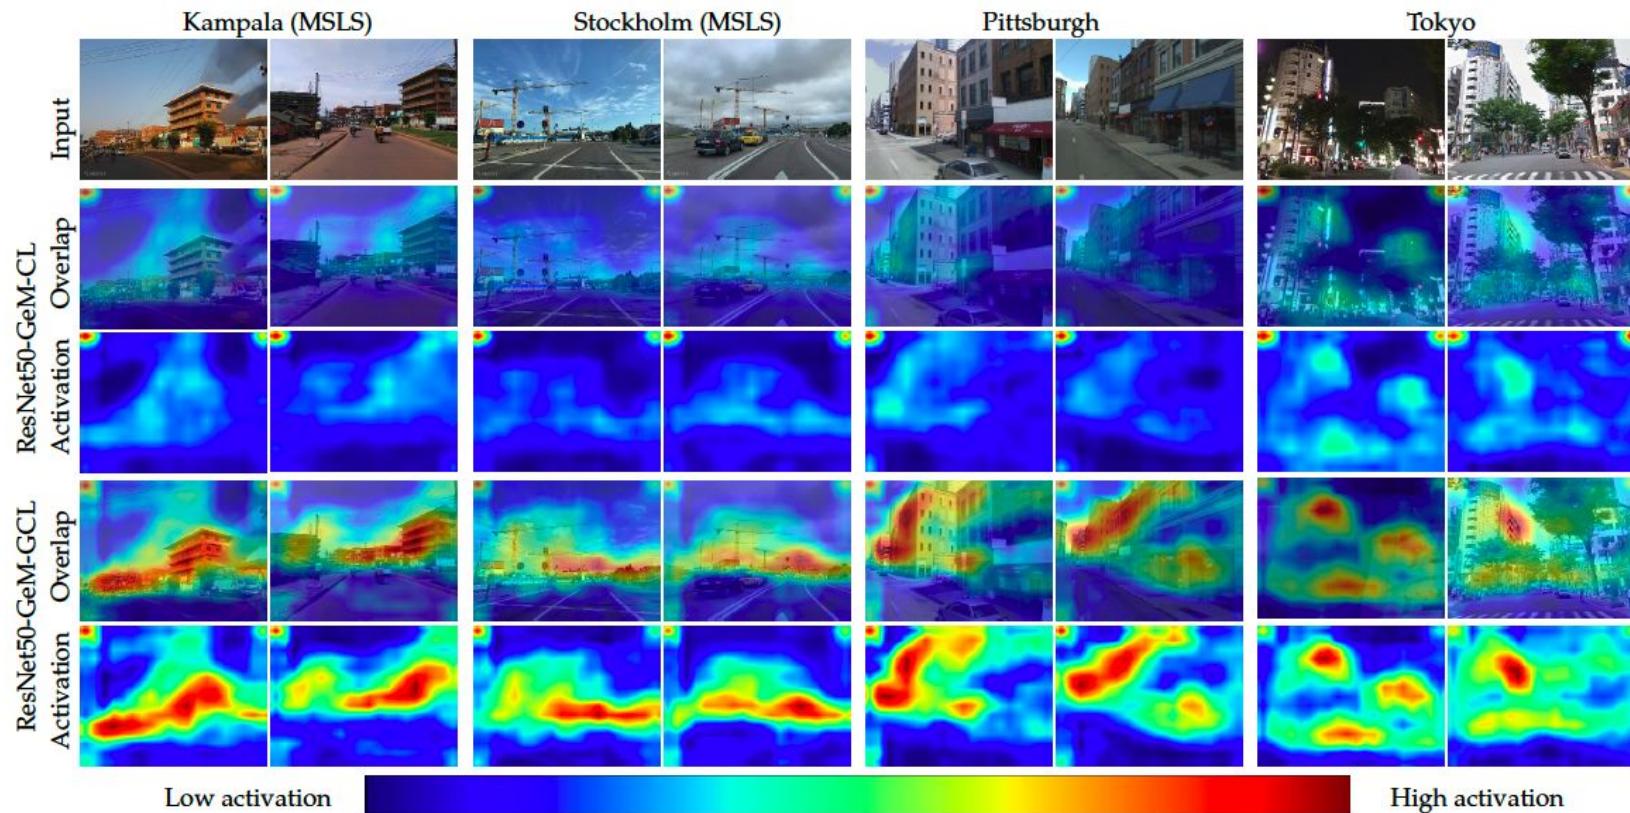 Kampala (MSLS) Stockholm (MSLS) Pittsburgh Tokyo
Input
ResNet50-GeM-CL
Overlap
Activation
ResNet50-GeM-GCL
Overlap
Activation
Low activation High activation